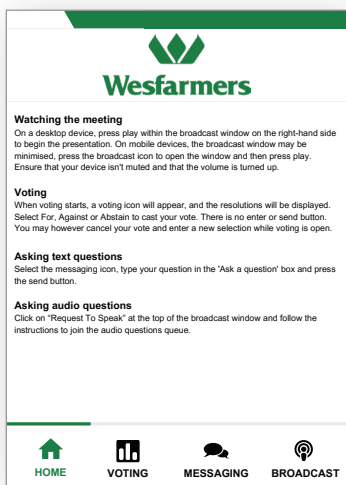 Wesfarmers
Watching the meeting
On a desktop device, press play within the broadcast window on the right-hand side
to begin the presentation. On mobile devices, the broadcast window may be
minimised, press the broadcast icon to open the window and then press play.
Ensure that your device isn't muted and that the volume is turned up.
Voting
When voting starts, a voting icon will appear, and the resolutions will be displayed.
Select For, Against or Abstain to cast your vote. There is no enter or send button.
You may however cancel your vote and enter a new selection while voting is open.
Asking text questions
Select the messaging icon, type your question in the 'Ask a question' box and press
the send button.
Asking audio questions
Click on “Request To Speak” at the top of the broadcast window and follow the
instructions to join the audio questions queue.
HOME VOTING MESSAGING BROADCAST